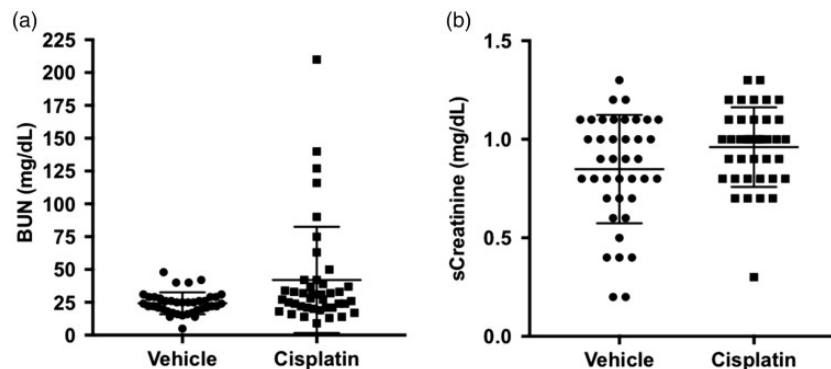 (a)
BUN (mg/dL)
225
200
175
150
125
100
75
50
25
0
Vehicle Cisplatin
(b)
sCreatinine (mg/dL)
1.5
1.0
0.5
0.0
Vehicle Cisplatin